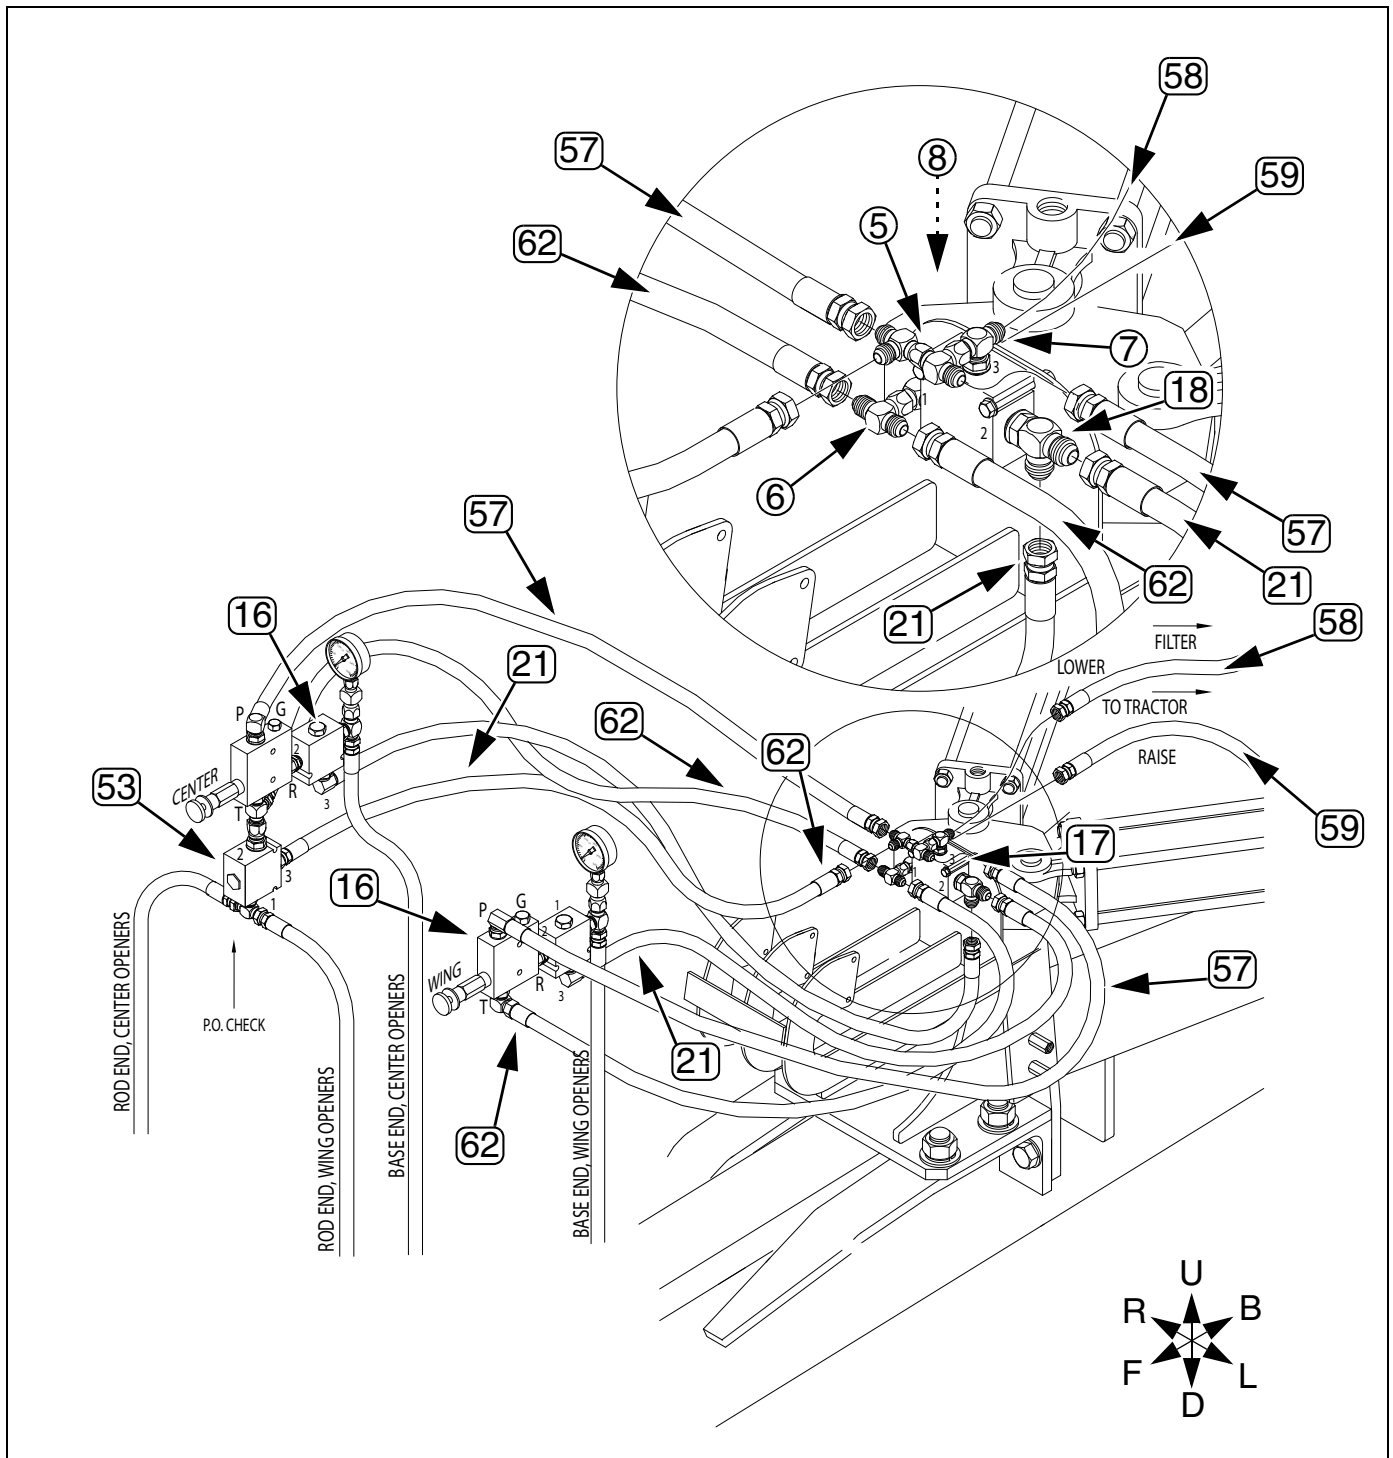 58
57
8
59
5
62
7
3
18
1
2
6
57
57
62
21
21
16
FILTER
58
LOWER
21
TO TRACTOR
P
G
62
62
RAISE
2
53
CENTER
R
3
T
59
2
17
3
1
2
16
P
G
1
1
2
ROD END, CENTER OPENERS
57
WING
R
3
T
P.O. CHECK
21
ROD END, WING OPENERS
BASE END, CENTER OPENERS
BASE END, WING OPENERS
62
U
R
B
F
L
D